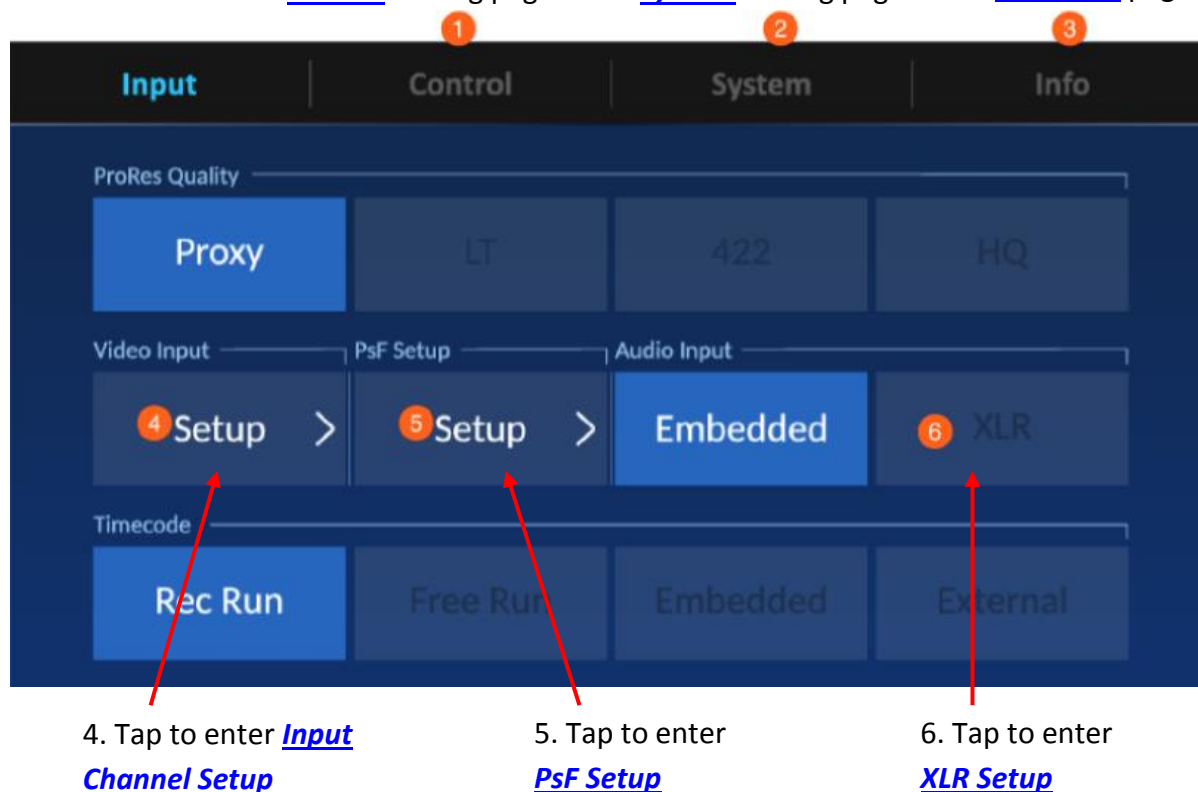 1 2 3
Input Control System Info
ProRes Quality
Proxy LT 422 HQ
Video Input PsF Setup Audio Input
4 Setup > 5 Setup > Embedded 6 XLR
Timecode
Rec Run Free Run Embedded External
4. Tap to enter Input
Channel Setup
5. Tap to enter
PsF Setup
6. Tap to enter
XLR Setup